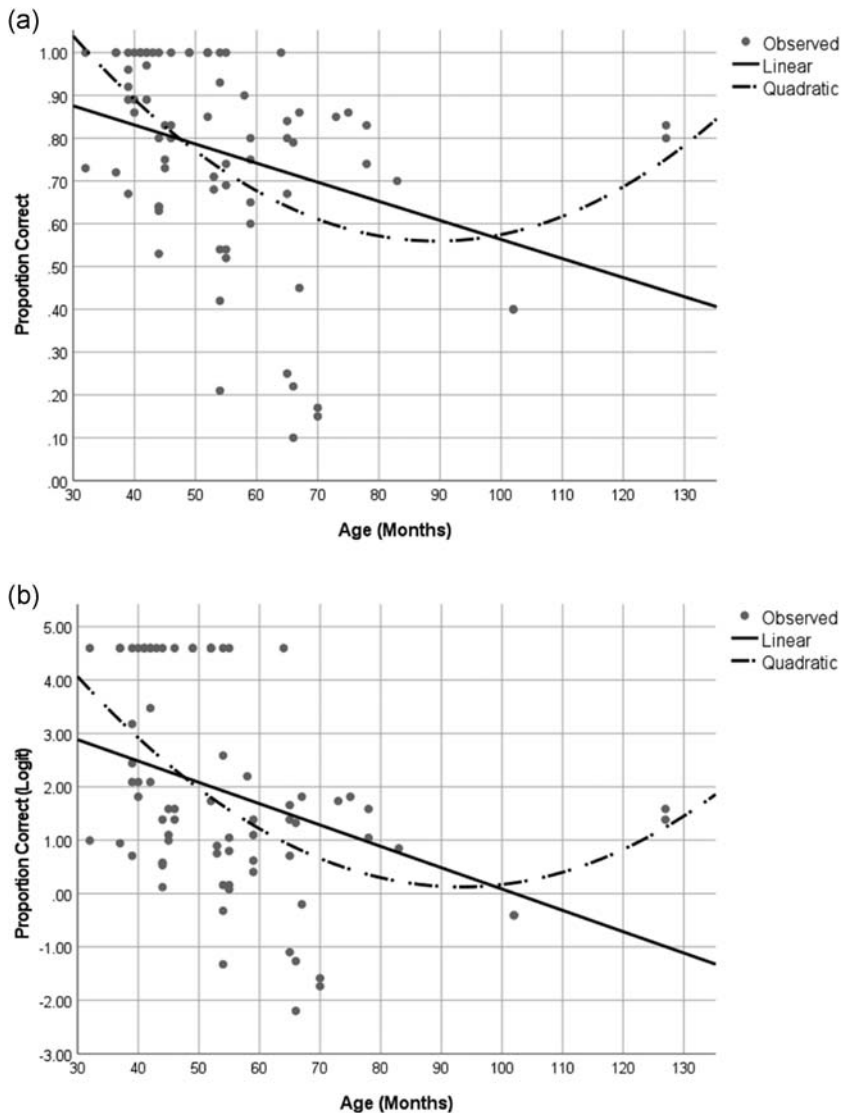 (a)
Observed
Linear
Quadratic
1.00
.90
.80
.70
.60
.50
.40
.30
.20
.10
.00
Proportion Correct
30 40 50 60 70 80 90 100 110 120 130
Age (Months)
(b)
Observed
Linear
Quadratic
5.00
4.00
3.00
2.00
1.00
.00
-1.00
-2.00
-3.00
Proportion Correct (Logit)
30 40 50 60 70 80 90 100 110 120 130
Age (Months)